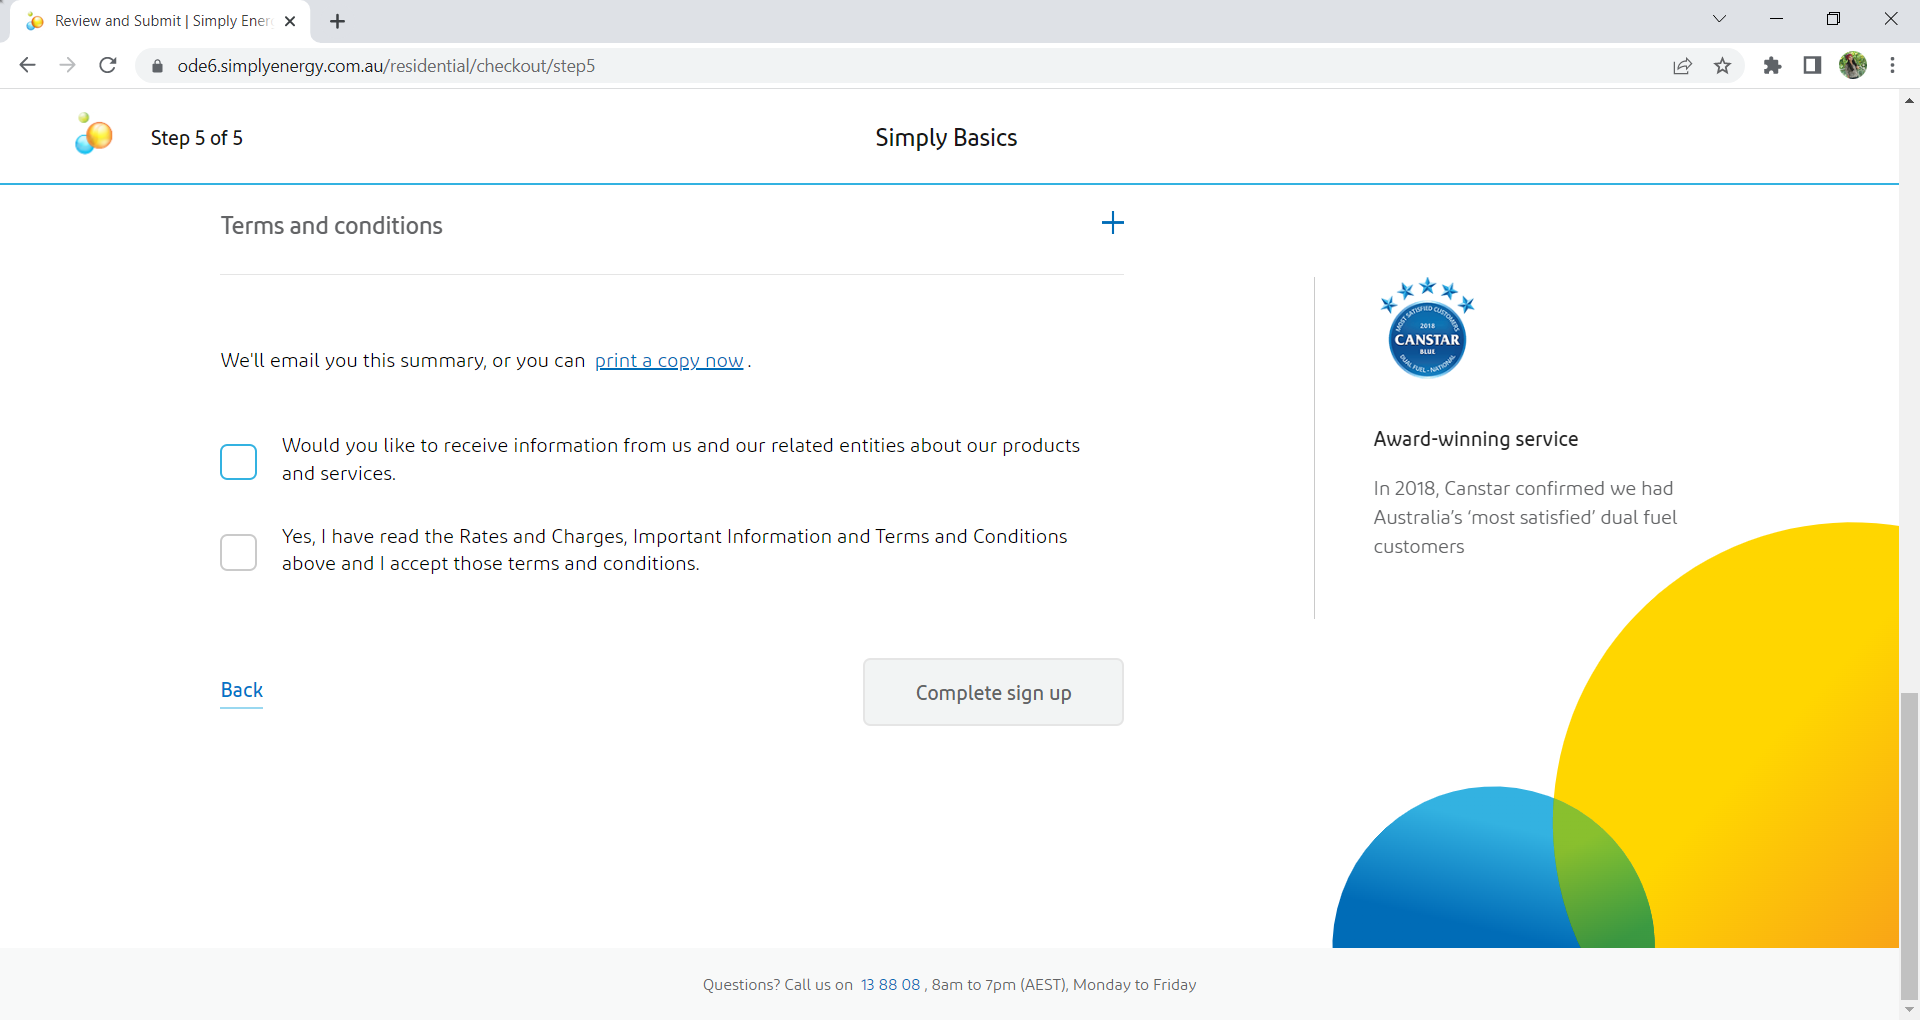 Review and Submit | Simply Ener
ode6.simplyenergy.com.au/residential/checkout/step5
Step 5 of 5
Simply Basics
Terms and conditions
We'll email you this summary, or you can print a copy now.
Would you like to receive information from us and our related entities about our products
and services.
Yes, I have read the Rates and Charges, Important Information and Terms and Conditions
above and I accept those terms and conditions.
Back
Complete sign up
MOST SATISFIED CUSTOMERS
2018
CANSTAR
BLUE
DUAL FUEL - NATIONAL
Award-winning service
In 2018, Canstar confirmed we had
Australia's ‘most satisfied’ dual fuel
customers
Questions? Call us on 13 88 08 , 8am to 7pm (AEST), Monday to Friday